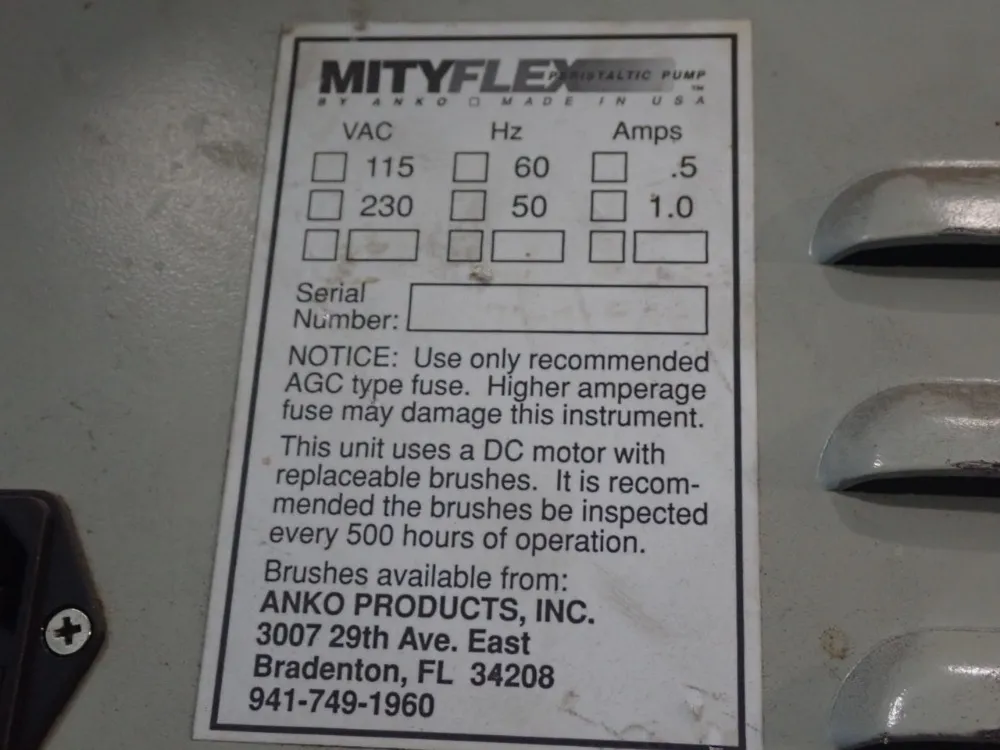 MITYFLEX PERISTALTIC PUMP ™
BY ANKO □ MADE IN USA
VAC Hz Amps
□ 115 □ 60 □ .5
□ 230 □ 50 □ 1.0
Serial
Number:
NOTICE: Use only recommended
AGC type fuse. Higher amperage
fuse may damage this instrument.
This unit uses a DC motor with
replaceable brushes. It is recom-
mended the brushes be inspected
every 500 hours of operation.
Brushes available from:
ANKO PRODUCTS, INC.
3007 29th Ave. East
Bradenton, FL 34208
941-749-1960